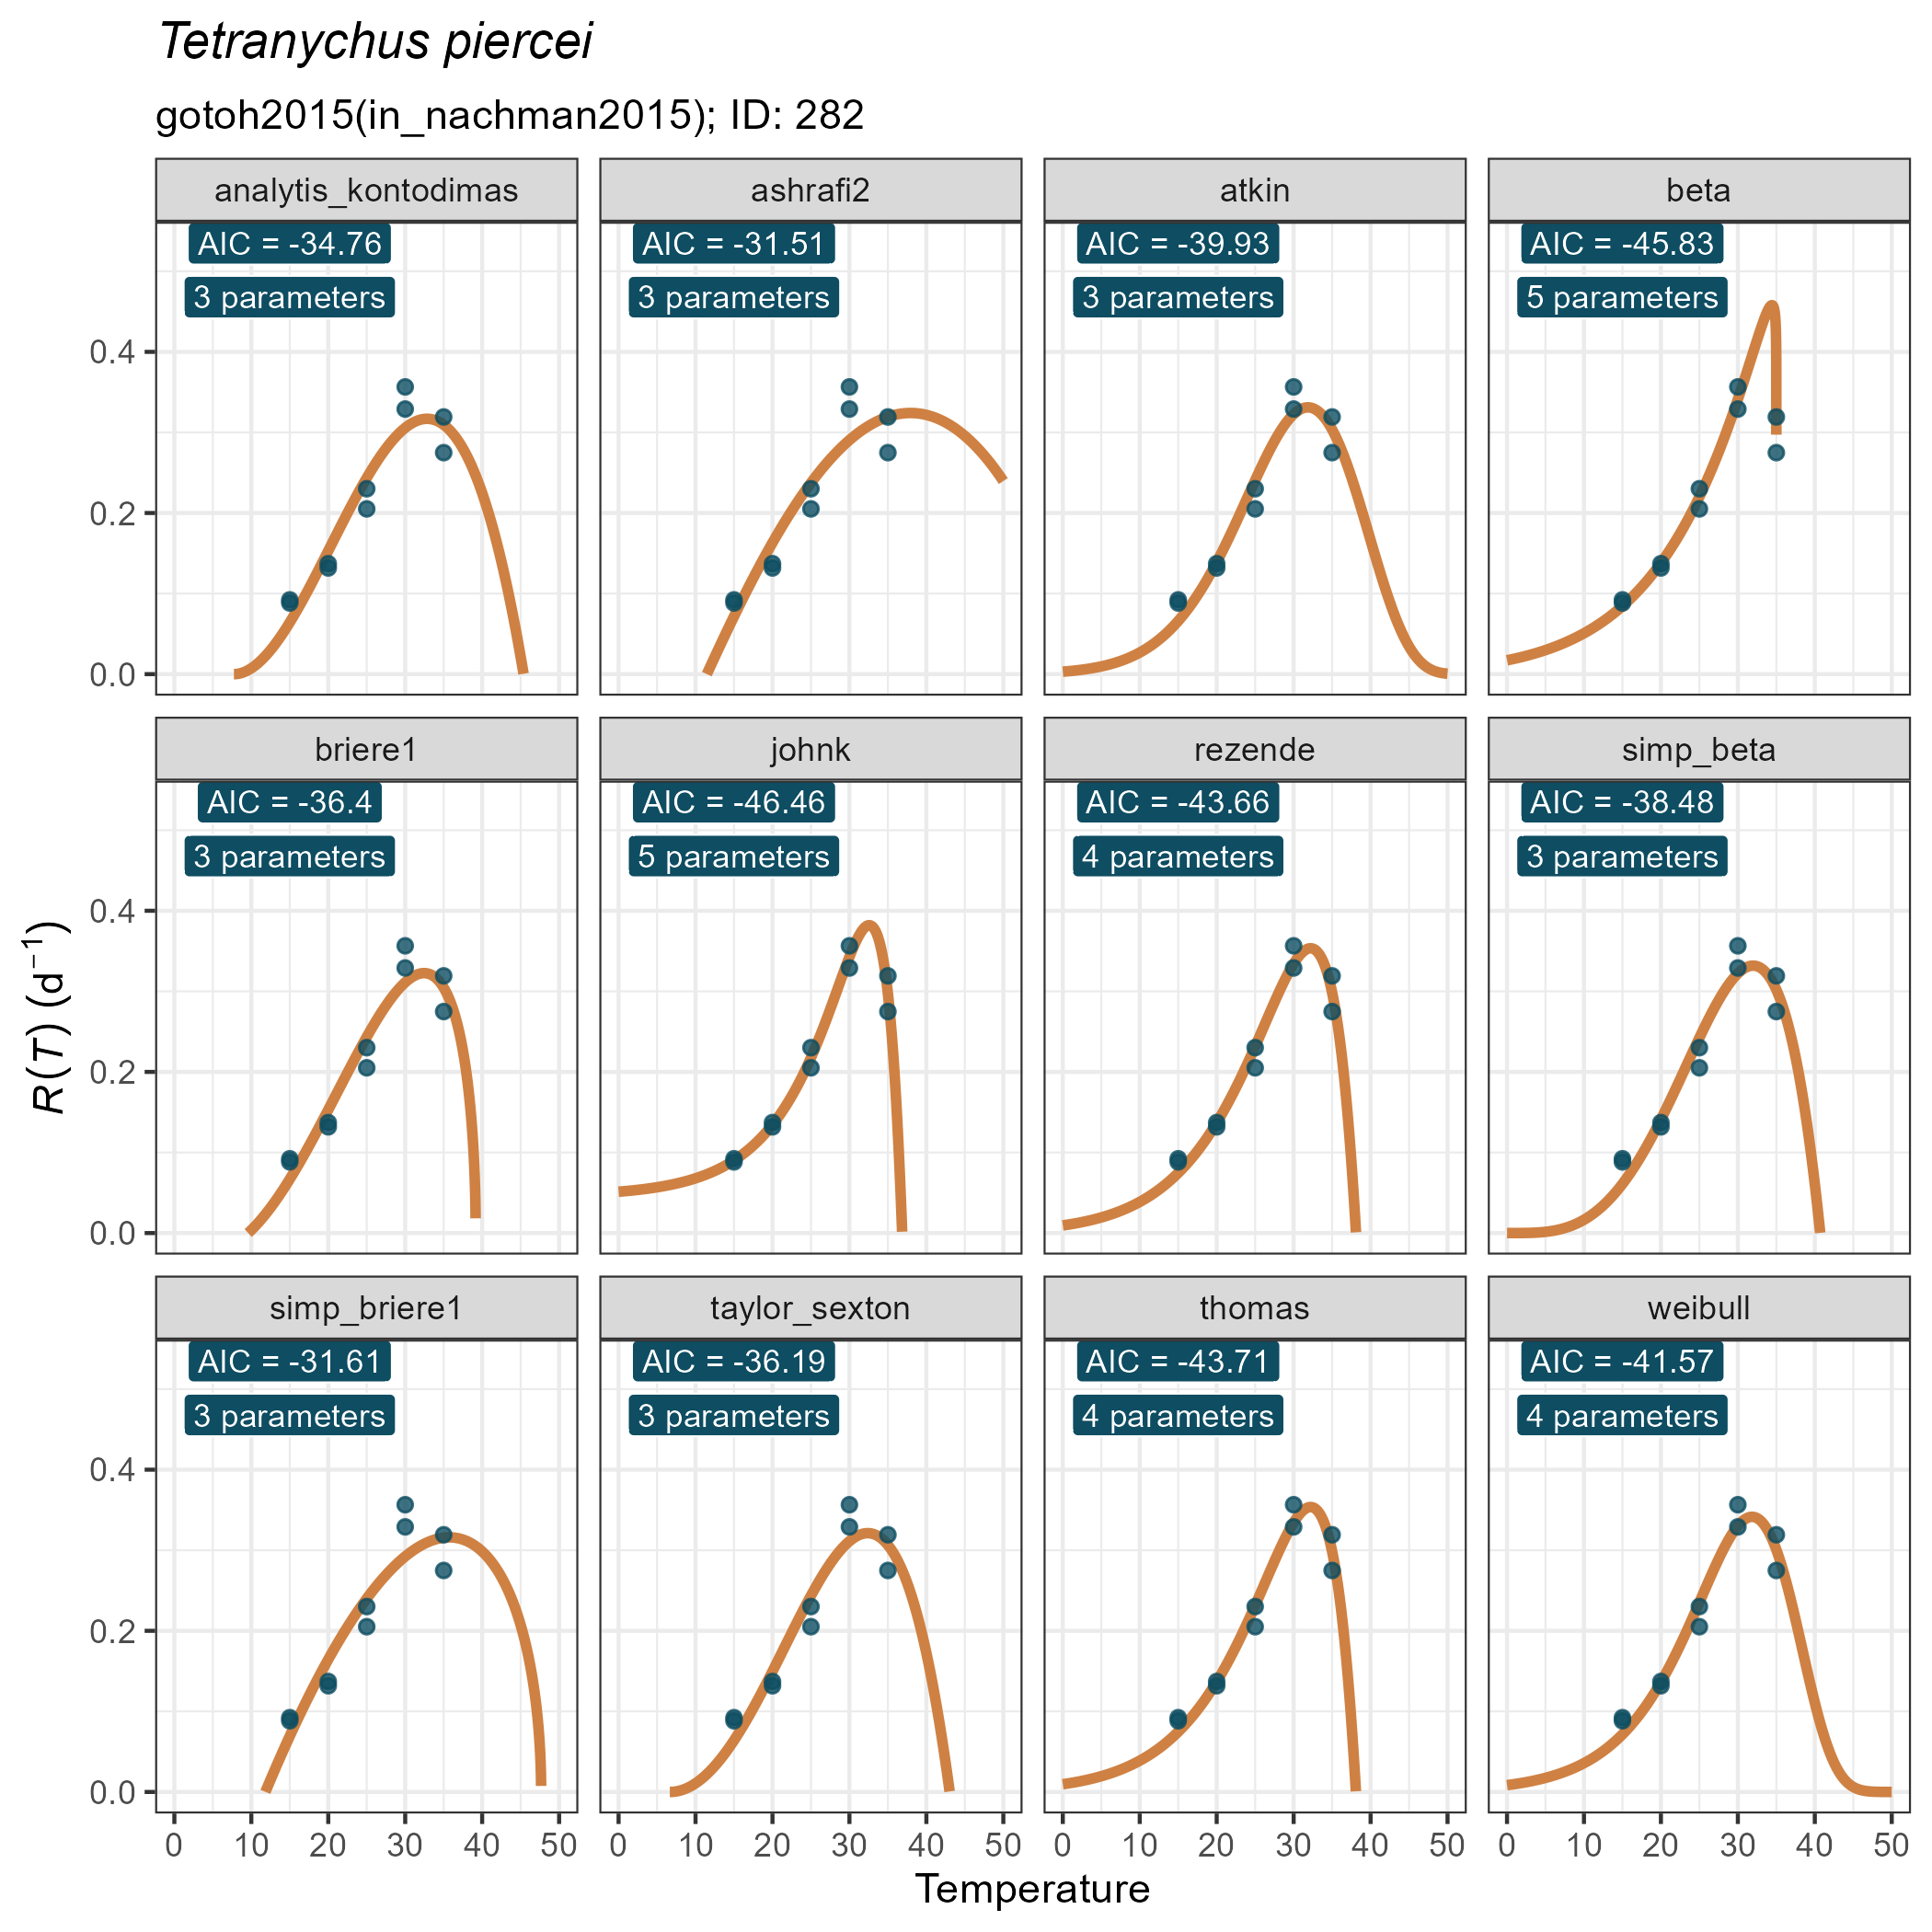 Tetranychus piercei
gotoh2015(in_nachman2015); ID: 282
analytis_kontodimas
ashrafi2
atkin
beta
AIC = -34.76
3 parameters
AIC = -31.51
3 parameters
AIC = -39.93
3 parameters
AIC = -45.83
5 parameters
0.4
0.2
0.0
briere1
johnk
rezende
simp_beta
AIC = -36.4
3 parameters
AIC = -46.46
5 parameters
AIC = -43.66
4 parameters
AIC = -38.48
3 parameters
0.4
0.2
0.0
R(T) (d⁻¹)
simp_briere1
taylor_sexton
thomas
weibull
AIC = -31.61
3 parameters
AIC = -36.19
3 parameters
AIC = -43.71
4 parameters
AIC = -41.57
4 parameters
0.4
0.2
0.0
0 10 20 30 40 50
0 10 20 30 40 50
0 10 20 30 40 50
0 10 20 30 40 50
Temperature